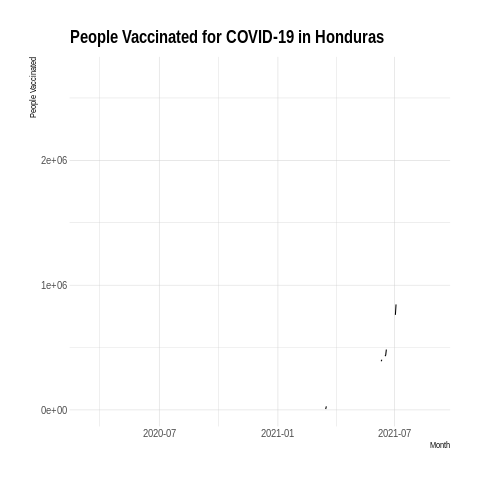 People Vaccinated for COVID-19 in Honduras
People Vaccinated
2e+06
1e+06
0e+00
2020-07 2021-01 2021-07
Month